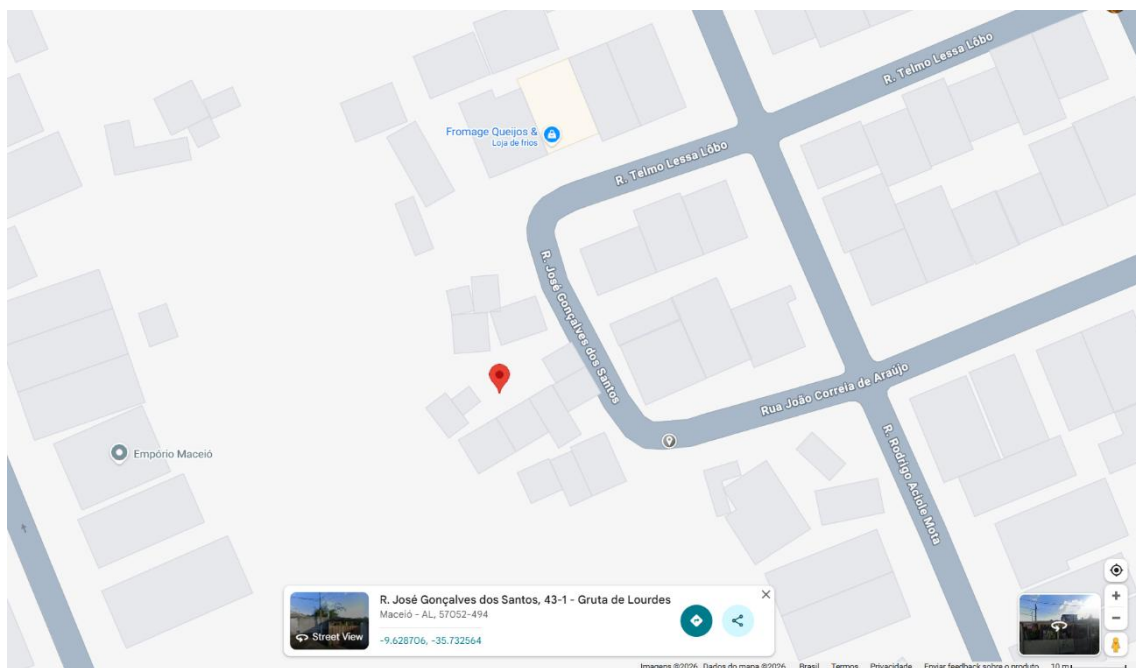 R. Telmo Lessa Lôbo
Fromage Queijos &
Loja de frios
R. Telmo Lessa Lôbo
R. José Gonçalves dos Santos
Rua João Correia de Araújo
R. Rodrigo Aciole Mota
Empório Maceió
R. José Gonçalves dos Santos, 43-1 - Gruta de Lourdes
Maceió - AL, 57052-494
-9.628706, -35.732564
Street View
Imagens ©2026, Dados do mapa ©2026 Brasil Termos Privacidade Enviar feedback sobre o produto 10 m